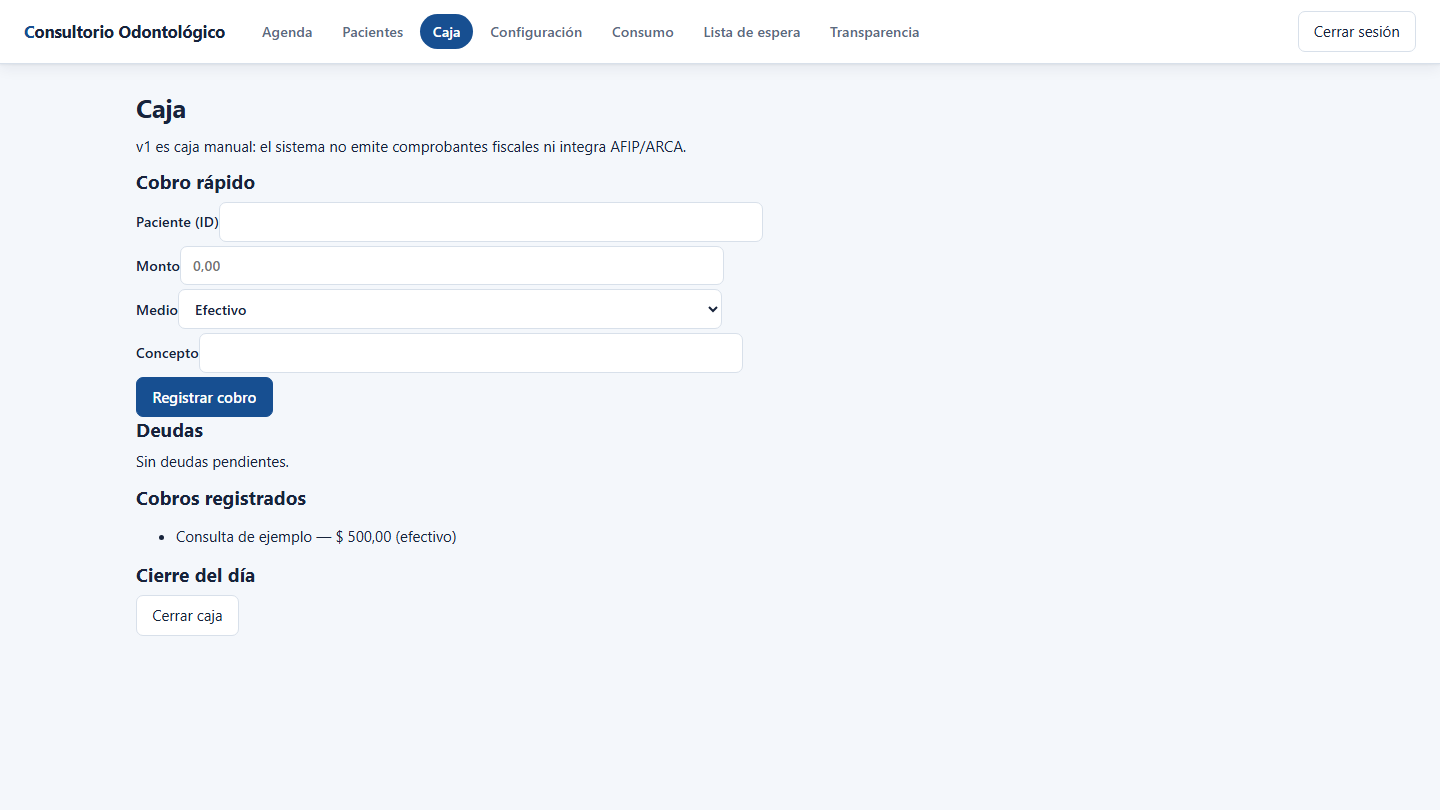 Consultorio Odontológico Agenda Pacientes Caja Configuración Consumo Lista de espera Transparencia Cerrar sesión
Caja
v1 es caja manual: el sistema no emite comprobantes fiscales ni integra AFIP/ARCA.
Cobro rápido
Paciente (ID)
Monto 0,00
Medio Efectivo
Concepto
Registrar cobro
Deudas
Sin deudas pendientes.
Cobros registrados
• Consulta de ejemplo — $ 500,00 (efectivo)
Cierre del día
Cerrar caja